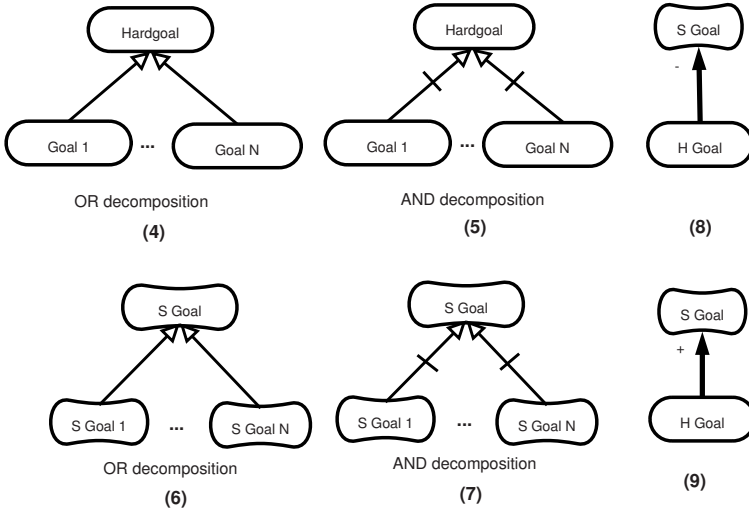 Hardgoal
Goal 1
...
Goal N
OR decomposition
(4)
Hardgoal
Goal 1
...
Goal N
AND decomposition
(5)
S Goal
-
H Goal
(8)
S Goal
S Goal 1
...
S Goal N
OR decomposition
(6)
S Goal
S Goal 1
...
S Goal N
AND decomposition
(7)
S Goal
+
H Goal
(9)